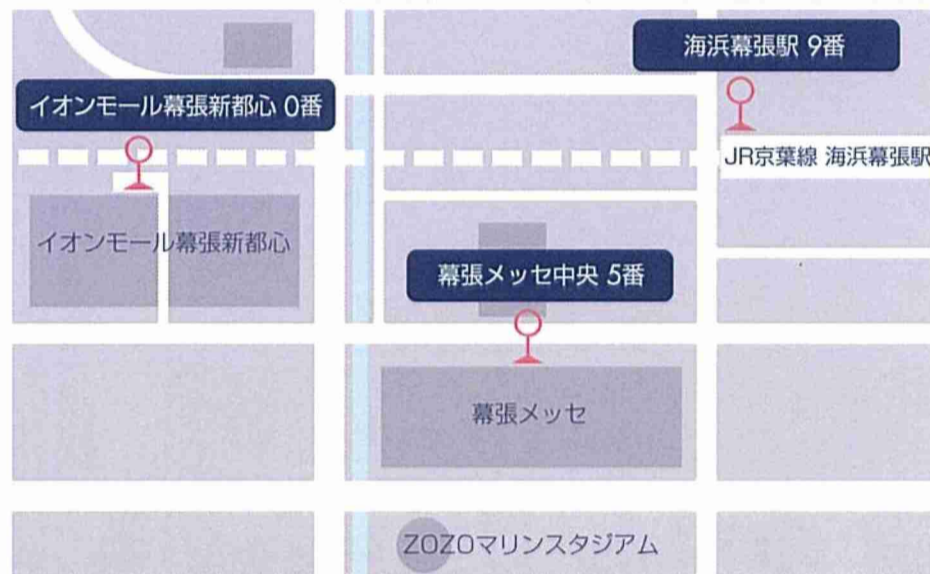 海浜幕張駅 9番
イオンモール幕張新都心 0番
JR京葉線 海浜幕張駅
イオンモール幕張新都心
幕張メッセ中央 5番
幕張メッセ
ZOZOマリンスタジアム